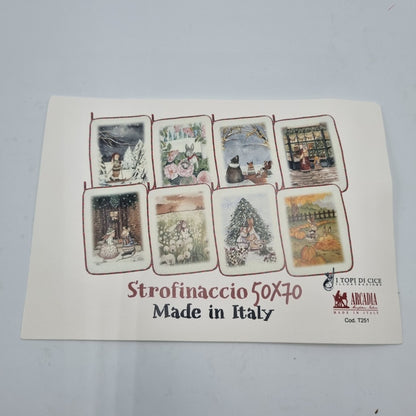 Strofinaccio 50X70
Made in Italy
I TOPI DI CICE
ARCADIA
MADE IN ITALY
Cod. T251